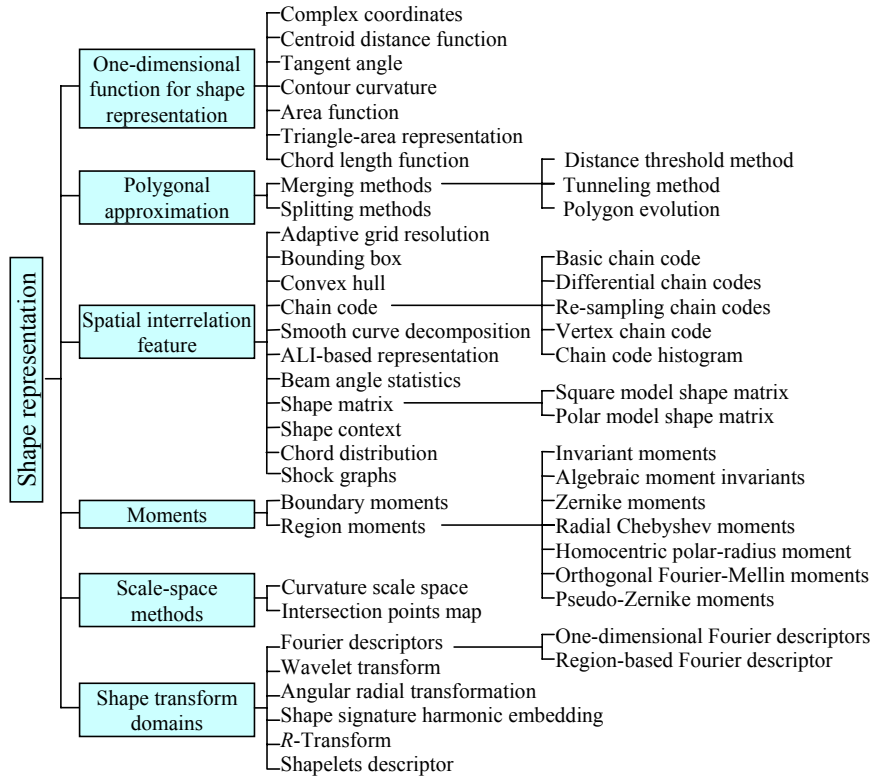 Shape representation
One-dimensional
function for shape
representation
Complex coordinates
Centroid distance function
Tangent angle
Contour curvature
Area function
Triangle-area representation
Chord length function
Polygonal
approximation
Merging methods
Splitting methods
Distance threshold method
Tunneling method
Polygon evolution
Spatial interrelation
feature
Adaptive grid resolution
Bounding box
Convex hull
Chain code
Smooth curve decomposition
ALI-based representation
Beam angle statistics
Shape matrix
Shape context
Chord distribution
Shock graphs
Basic chain code
Differential chain codes
Re-sampling chain codes
Vertex chain code
Chain code histogram
Square model shape matrix
Polar model shape matrix
Moments
Boundary moments
Region moments
Invariant moments
Algebraic moment invariants
Zernike moments
Radial Chebyshev moments
Homocentric polar-radius moment
Orthogonal Fourier-Mellin moments
Pseudo-Zernike moments
Scale-space
methods
Curvature scale space
Intersection points map
Shape transform
domains
Fourier descriptors
Wavelet transform
Angular radial transformation
Shape signature harmonic embedding
R-Transform
Shapelets descriptor
One-dimensional Fourier descriptors
Region-based Fourier descriptor